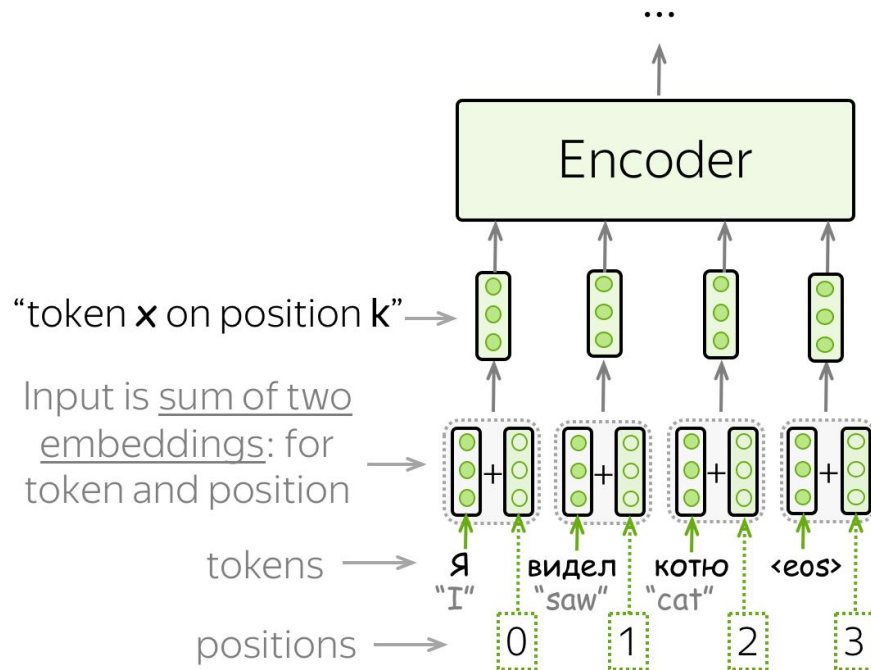 ...
Encoder
“token x on position k”
Input is sum of two
embeddings: for
token and position
+ + + +
tokens Я видел котю <eos>
“I” “saw” “cat”
positions 0 1 2 3